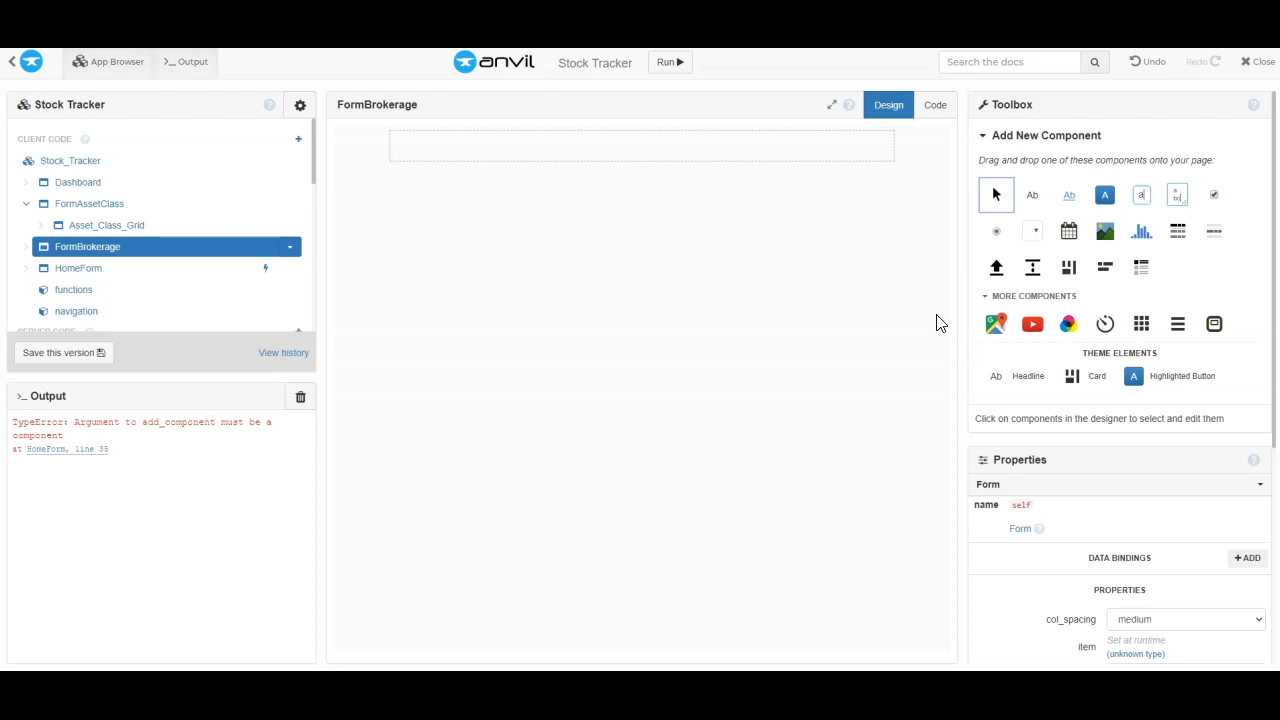 App Browser
>_ Output
anvil
Stock Tracker
Run
Search the docs
Undo
Redo
Close
Stock Tracker
CLIENT CODE
Stock_Tracker
Dashboard
FormAssetClass
Asset_Class_Grid
FormBrokerage
HomeForm
functions
navigation
SERVER CODE
Save this version
View history
>_ Output
TypeError: Argument to add_component must be a
component
at HomeForm, line 35
FormBrokerage
Design
Code
Toolbox
Add New Component
Drag and drop one of these components onto your page:
Ab
Ab
A
a
MORE COMPONENTS
THEME ELEMENTS
Ab Headline
Card
A Highlighted Button
Click on components in the designer to select and edit them
Properties
Form
name self
Form
DATA BINDINGS
+ ADD
PROPERTIES
col_spacing medium
item Set at runtime
(unknown type)